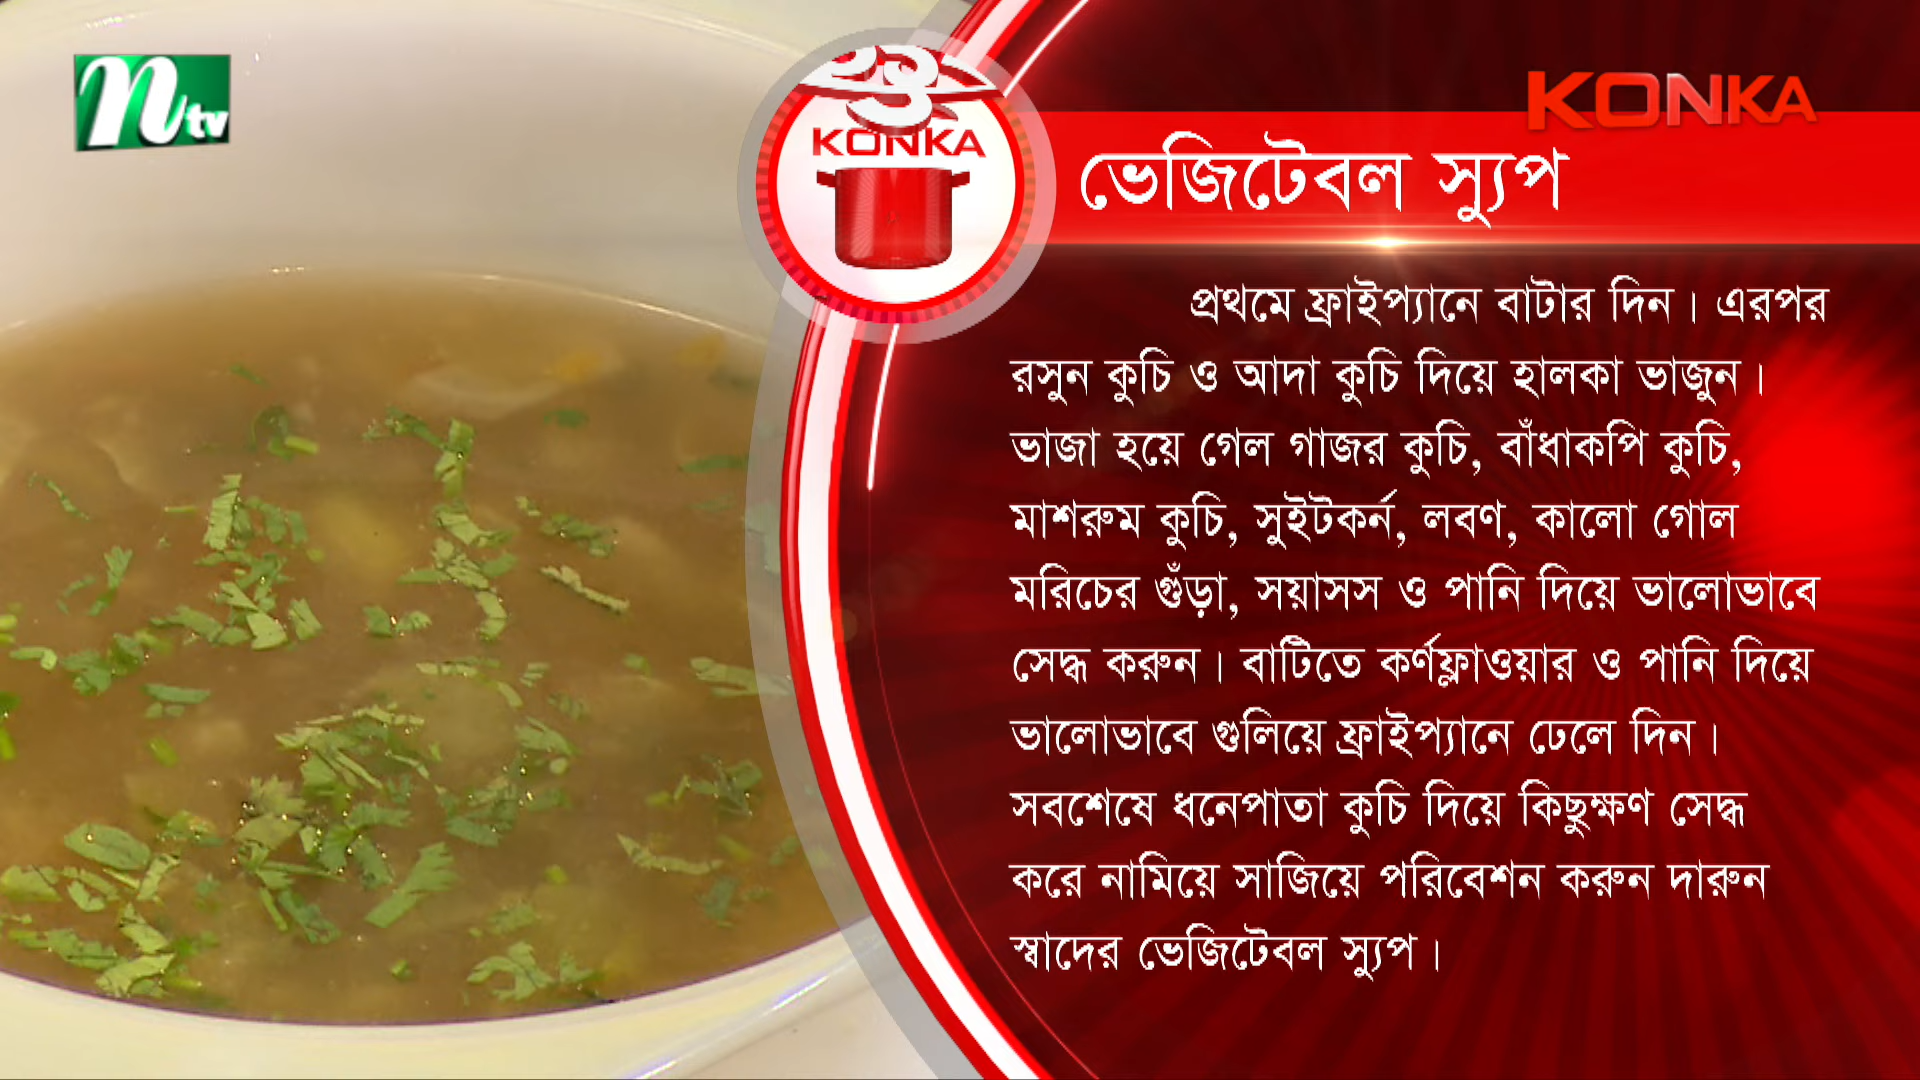 ntv
KONKA
KONKA
ভেজিটেবল স্যুপ
প্রথমে ফ্রাইপ্যানে বাটার দিন। এরপর
রসুন কুচি ও আদা কুচি দিয়ে হালকা ভাজুন।
ভাজা হয়ে গেল গাজর কুচি, বাঁধাকপি কুচি,
মাশরুম কুচি, সুইটকর্ন, লবণ, কালো গোল
মরিচের গুঁড়া, সয়াসস ও পানি দিয়ে ভালোভাবে
সেদ্ধ করুন। বাটিতে কর্ণফ্লাওয়ার ও পানি দিয়ে
ভালোভাবে গুলিয়ে ফ্রাইপ্যানে ঢেলে দিন।
সবশেষে ধনেপাতা কুচি দিয়ে কিছুক্ষণ সেদ্ধ
করে নামিয়ে সাজিয়ে পরিবেশন করুন দারুন
স্বাদের ভেজিটেবল স্যুপ।